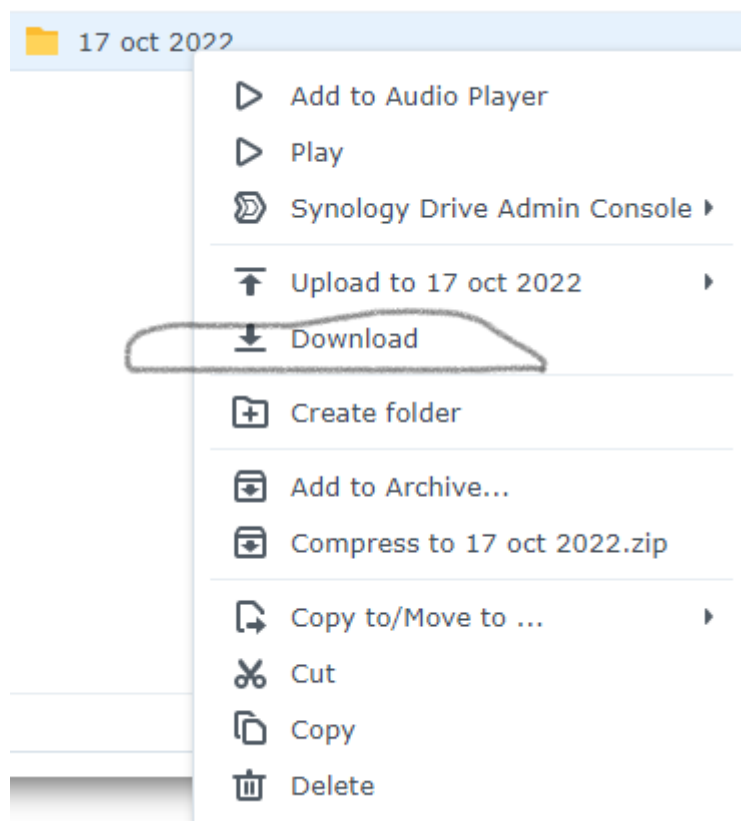 17 oct 2022
Add to Audio Player
Play
Synology Drive Admin Console
Upload to 17 oct 2022
Download
Create folder
Add to Archive...
Compress to 17 oct 2022.zip
Copy to/Move to ...
Cut
Copy
Delete